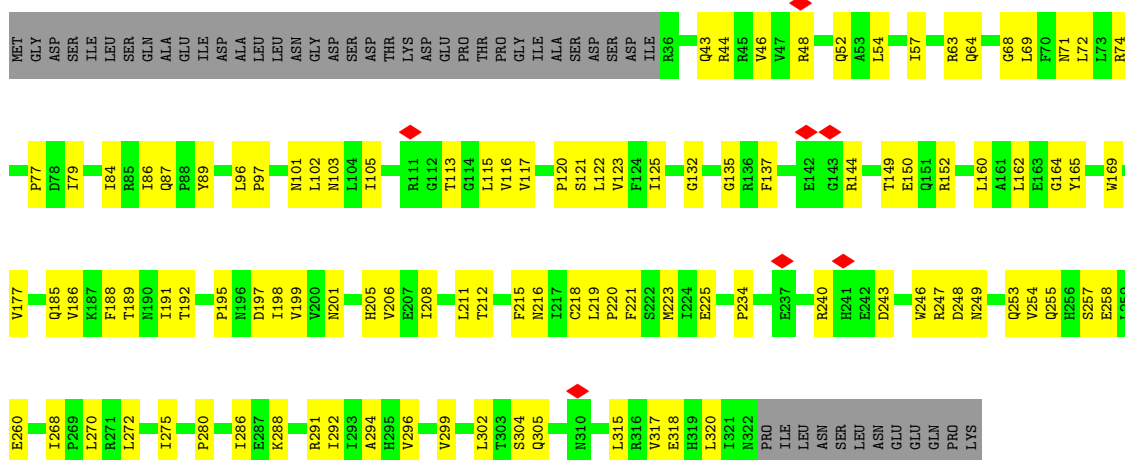 MET GLY ASP SER ILE LEU SER GLN ALA GLU ILE ASP ALA LEU LEU ASN GLY ASP SER ASP THR LYS ASP GLU PRO THR PRO GLY ILE ALA SER ASP SER ASP ILE R36 Q43 R44 R45 V46 V47 R48 Q52 A53 L54 I57 R63 Q64 G68 L69 F70 N71 L72 L73 R74
P77 D78 I79 I84 R85 I86 Q87 P88 Y89 L96 P97 N101 L102 N103 L104 I105 R111 G112 T113 G114 L115 V116 V117 P120 S121 L122 V123 F124 I125 G132 G135 R136 F137 E142 G143 R144 T149 E150 Q151 R152 L160 A161 L162 E163 G164 Y165 W169
V177 Q185 V186 K187 F188 T189 N190 I191 T192 P195 N196 D197 I198 V199 V200 N201 H205 V206 E207 I208 L211 T212 F215 N216 I217 C218 L219 P220 F221 S222 M223 I224 E225 P234 E237 R240 H241 E242 D243 W246 R247 D248 N249 Q253 V254 Q255 H256 S257 E258
E260 I268 P269 L270 R271 L272 I275 P280 I286 E287 K288 R291 I292 I293 A294 H295 V296 V299 L302 T303 S304 Q305 N310 L315 R316 V317 E318 H319 L320 I321 N322 PRO ILE LEU ASN SER LEU ASN GLU GLU GLN PRO LYS